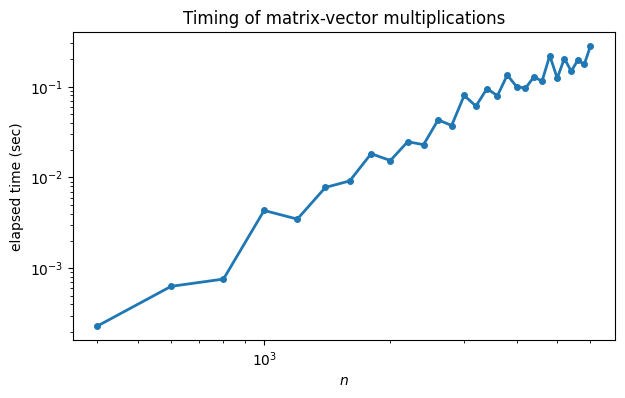 Timing of matrix-vector multiplications
elapsed time (sec)
10⁻¹
10⁻²
10⁻³
10³
n